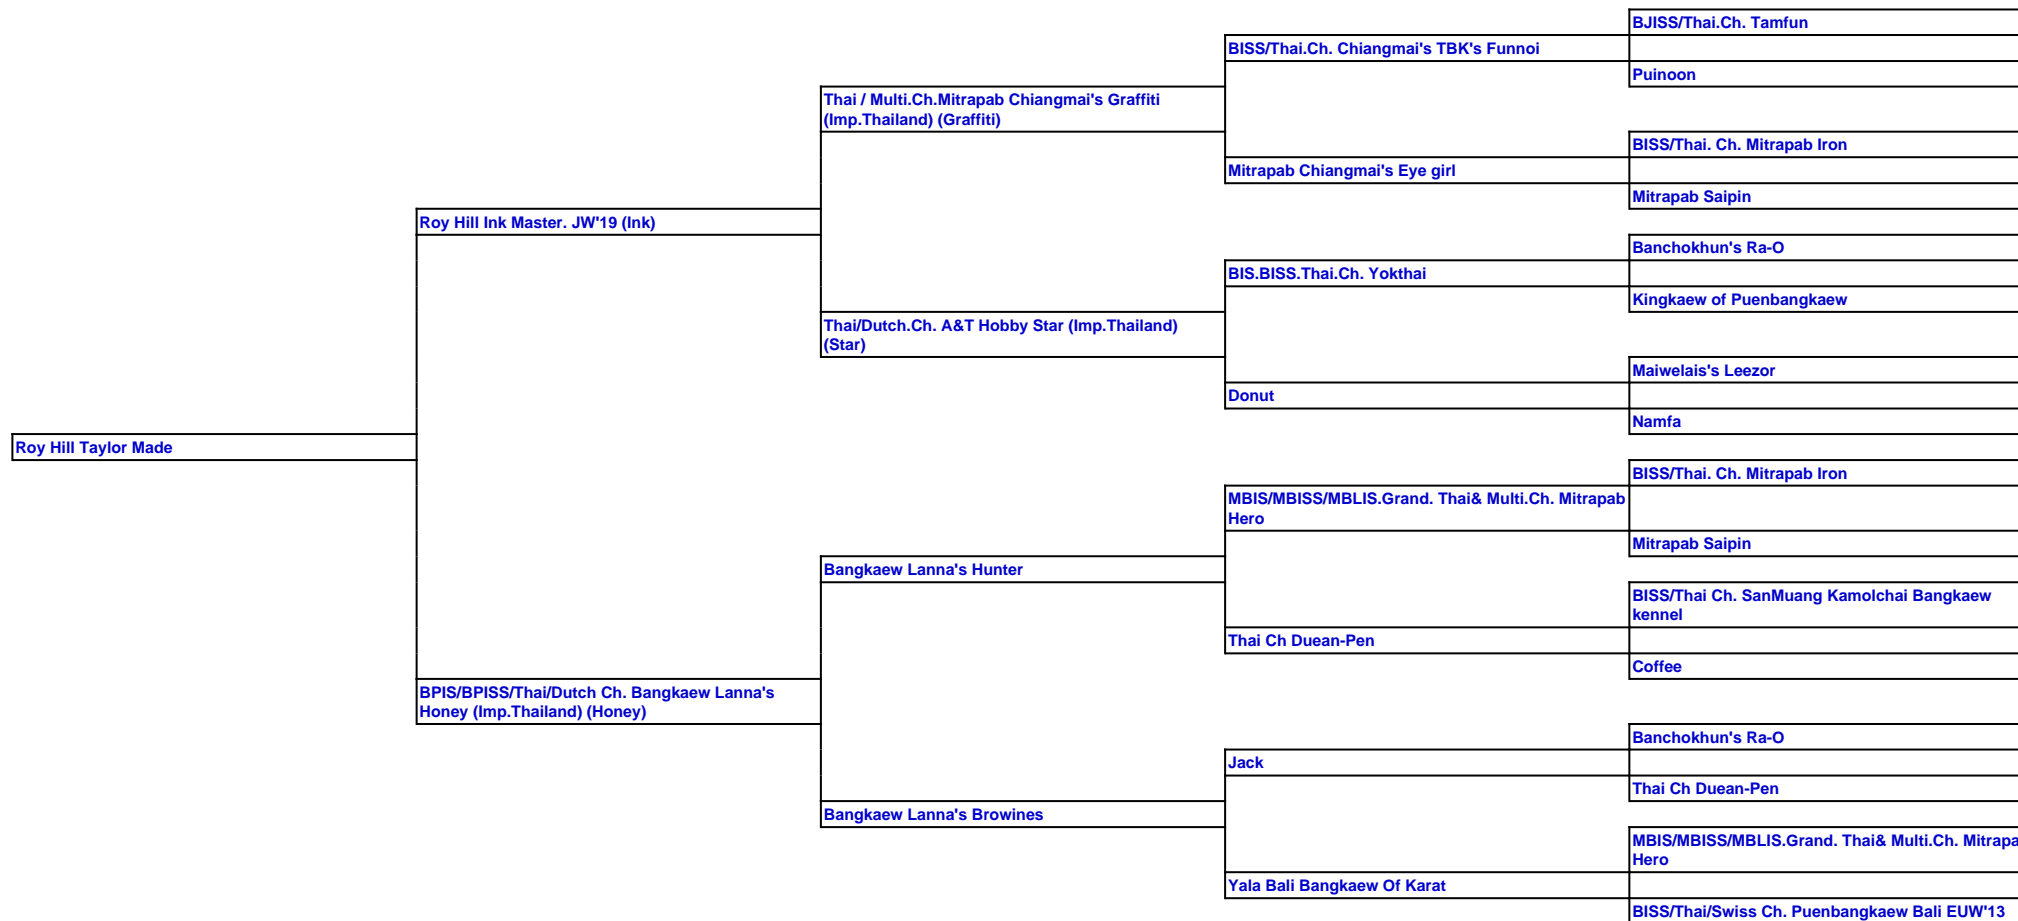 BJISS/Thai.Ch. Tamfun
BISS/Thai.Ch. Chiangmai's TBK's Funnoi
Puinoon
Thai / Multi.Ch.Mitrapab Chiangmai's Graffiti
(Imp.Thailand) (Graffiti)
BISS/Thai. Ch. Mitrapab Iron
Mitrapab Chiangmai's Eye girl
Mitrapab Saipin
Roy Hill Ink Master. JW'19 (Ink)
Banchokhun's Ra-O
BIS.BISS.Thai.Ch. Yokthai
Kingkaew of Puenbangkaew
Thai/Dutch.Ch. A&T Hobby Star (Imp.Thailand)
(Star)
Maiwelais's Leezor
Donut
Namfa
Roy Hill Taylor Made
BISS/Thai. Ch. Mitrapab Iron
MBIS/MBISS/MBLIS.Grand. Thai& Multi.Ch. Mitrapab
Hero
Mitrapab Saipin
Bangkaew Lanna's Hunter
BISS/Thai Ch. SanMuang Kamolchai Bangkaew
kennel
Thai Ch Duean-Pen
Coffee
BPIS/BPISS/Thai/Dutch Ch. Bangkaew Lanna's
Honey (Imp.Thailand) (Honey)
Banchokhun's Ra-O
Jack
Thai Ch Duean-Pen
Bangkaew Lanna's Browines
MBIS/MBISS/MBLIS.Grand. Thai& Multi.Ch. Mitrapa
Hero
Yala Bali Bangkaew Of Karat
BISS/Thai/Swiss Ch. Puenbangkaew Bali EUW'13